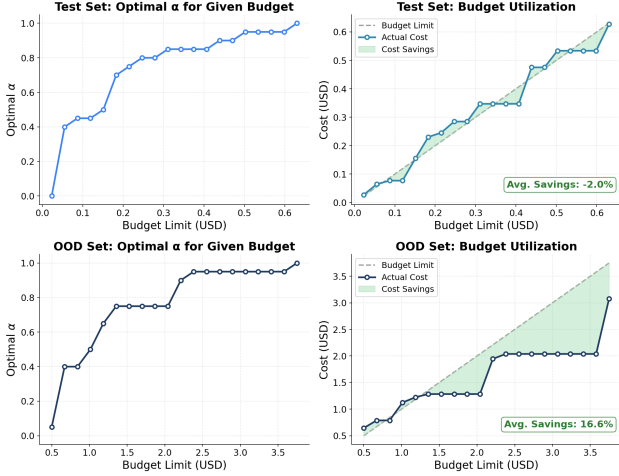 Test Set: Optimal α for Given Budget
Optimal α
1.0
0.8
0.6
0.4
0.2
0.0
0.0 0.1 0.2 0.3 0.4 0.5 0.6
Budget Limit (USD)
Test Set: Budget Utilization
Cost (USD)
0.6
0.5
0.4
0.3
0.2
0.1
0.0
Budget Limit
Actual Cost
Cost Savings
Avg. Savings: -2.0%
0.0 0.1 0.2 0.3 0.4 0.5 0.6
Budget Limit (USD)
OOD Set: Optimal α for Given Budget
Optimal α
1.0
0.8
0.6
0.4
0.2
0.0
0.5 1.0 1.5 2.0 2.5 3.0 3.5
Budget Limit (USD)
OOD Set: Budget Utilization
Cost (USD)
3.5
3.0
2.5
2.0
1.5
1.0
0.5
Budget Limit
Actual Cost
Cost Savings
Avg. Savings: 16.6%
0.5 1.0 1.5 2.0 2.5 3.0 3.5
Budget Limit (USD)